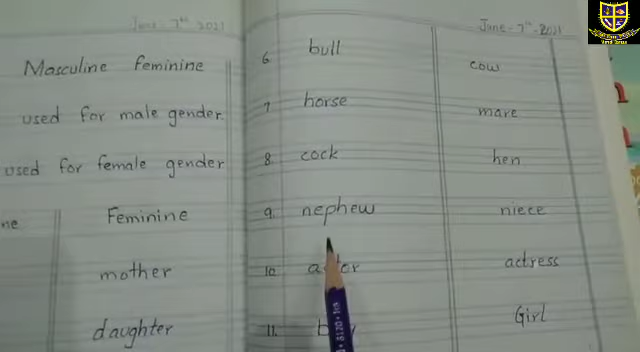 June - 7th 2021
Masculine feminine
used for male gender.
used for female gender
ne Feminine
mother
daughter
June - 7th - 2021
6 bull cow
7 horse mare
8. cock hen
9. nephew niece
10. actress
11. Girl